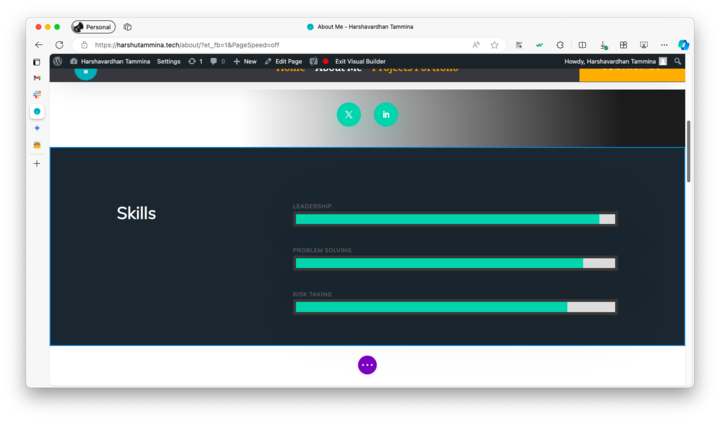 Personal
About Me - Harshavardhan Tammina
https://harshutammina.tech/about/?et_fb=1&PageSpeed=off
Harshavardhan Tammina Settings 1 0 New Edit Page Exit Visual Builder Howdy, Harshavardhan Tammina
Home About Me Projects Portfolio
Skills
LEADERSHIP
PROBLEM SOLVING
RISK TAKING